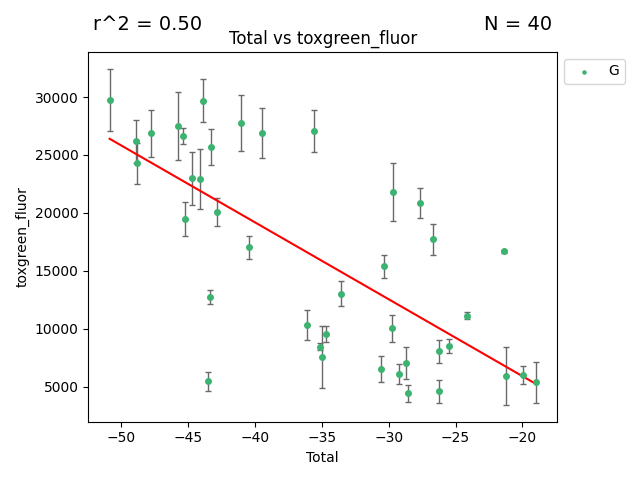 r^2 = 0.50
N = 40
Total vs toxgreen_fluor
G
toxgreen_fluor
30000
25000
20000
15000
10000
5000
−50
−45
−40
−35
−30
−25
−20
Total